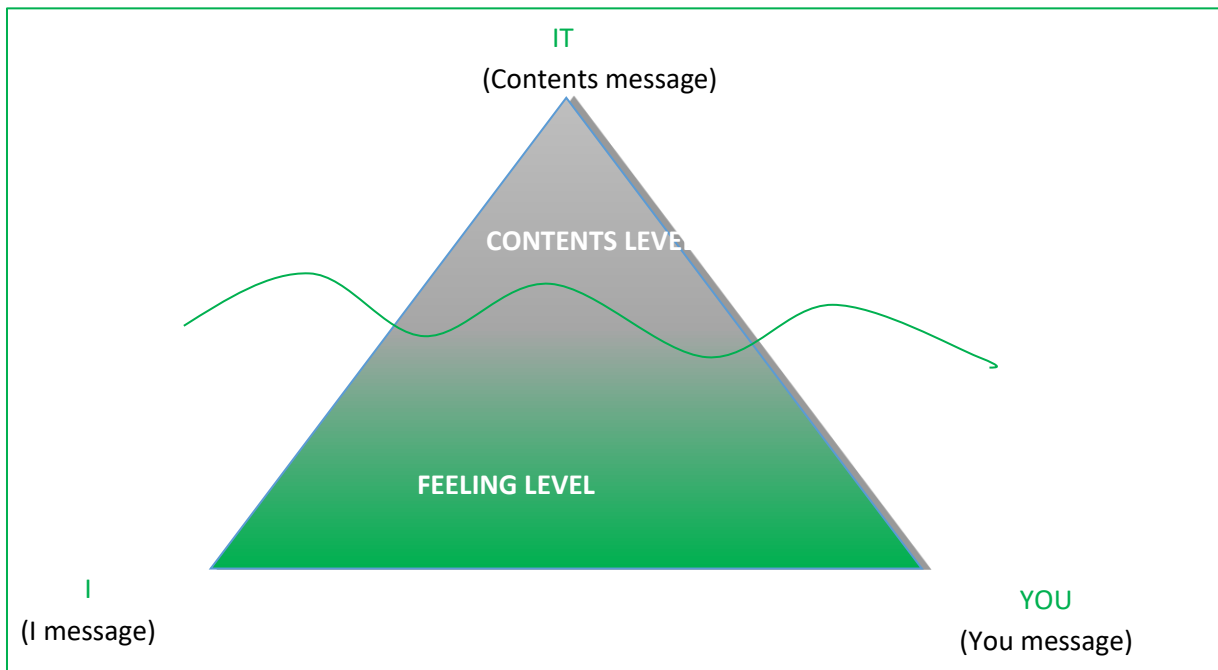 IT
(Contents message)
CONTENTS LEVEL
FEELING LEVEL
I
(I message)
YOU
(You message)